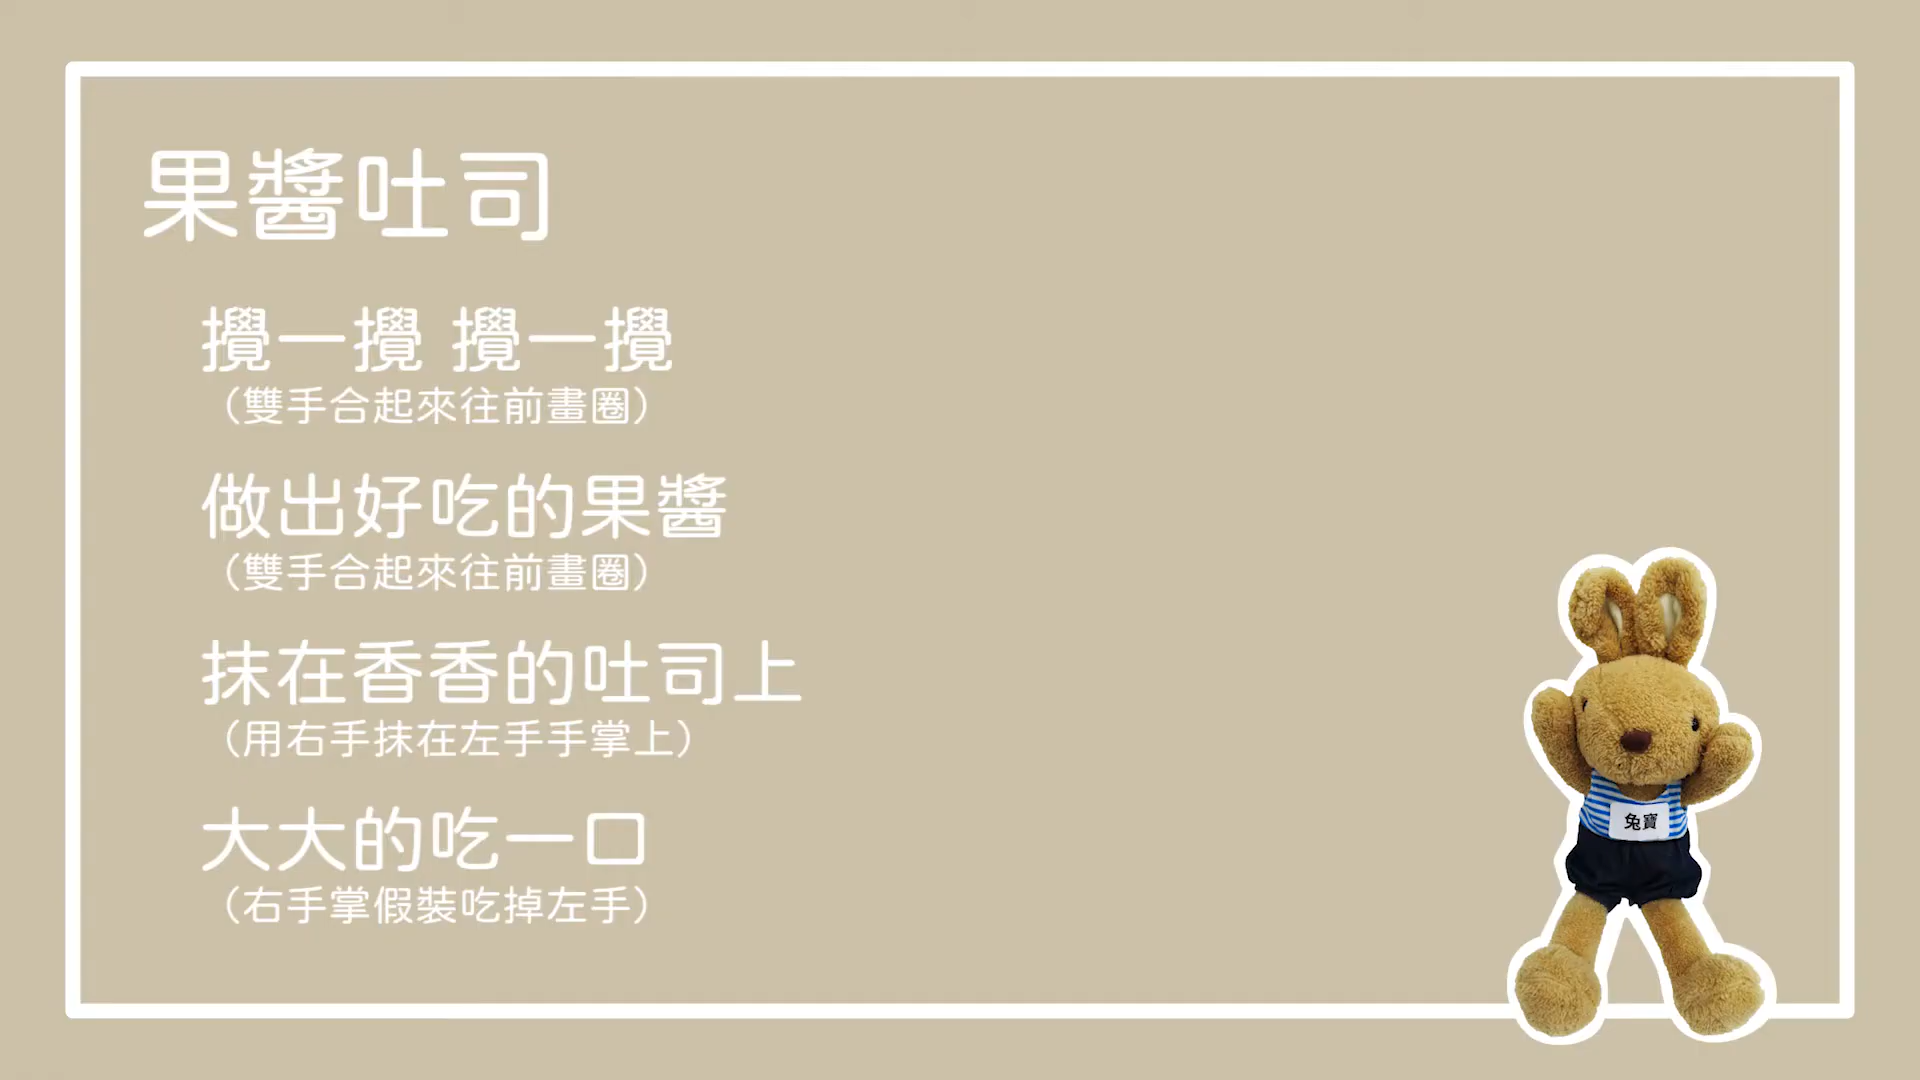 果醬吐司
攪一攪 攪一攪
（雙手合起來往前畫圈）
做出好吃的果醬
（雙手合起來往前畫圈）
抹在香香的吐司上
（用右手抹在左手手掌上）
大大的吃一口
（右手掌假裝吃掉左手）
兔寶